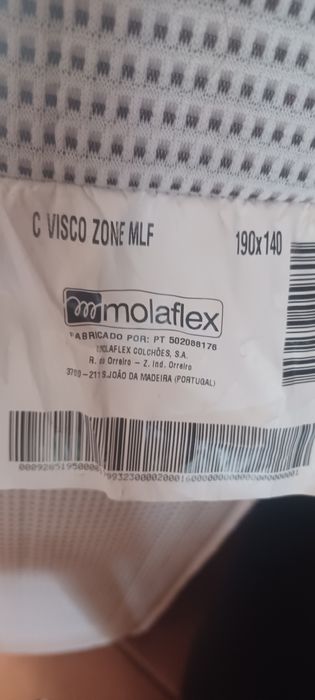 C VISCO ZONE MLF 190x140
molaflex
FABRICADO POR: PT 502088176
MOLAFLEX COLCHÕES, S.A.
R. do Orreiro - Z. Ind. Orreiro
3700-211 S.JOÃO DA MADEIRA (PORTUGAL)